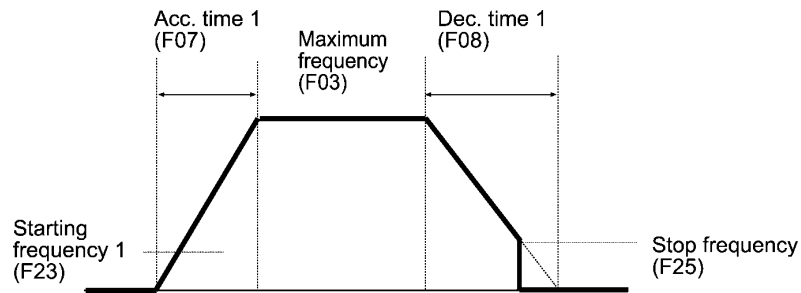 Acc. time 1
(F07)
Maximum
frequency
(F03)
Dec. time 1
(F08)
Starting
frequency 1
(F23)
Stop frequency
(F25)